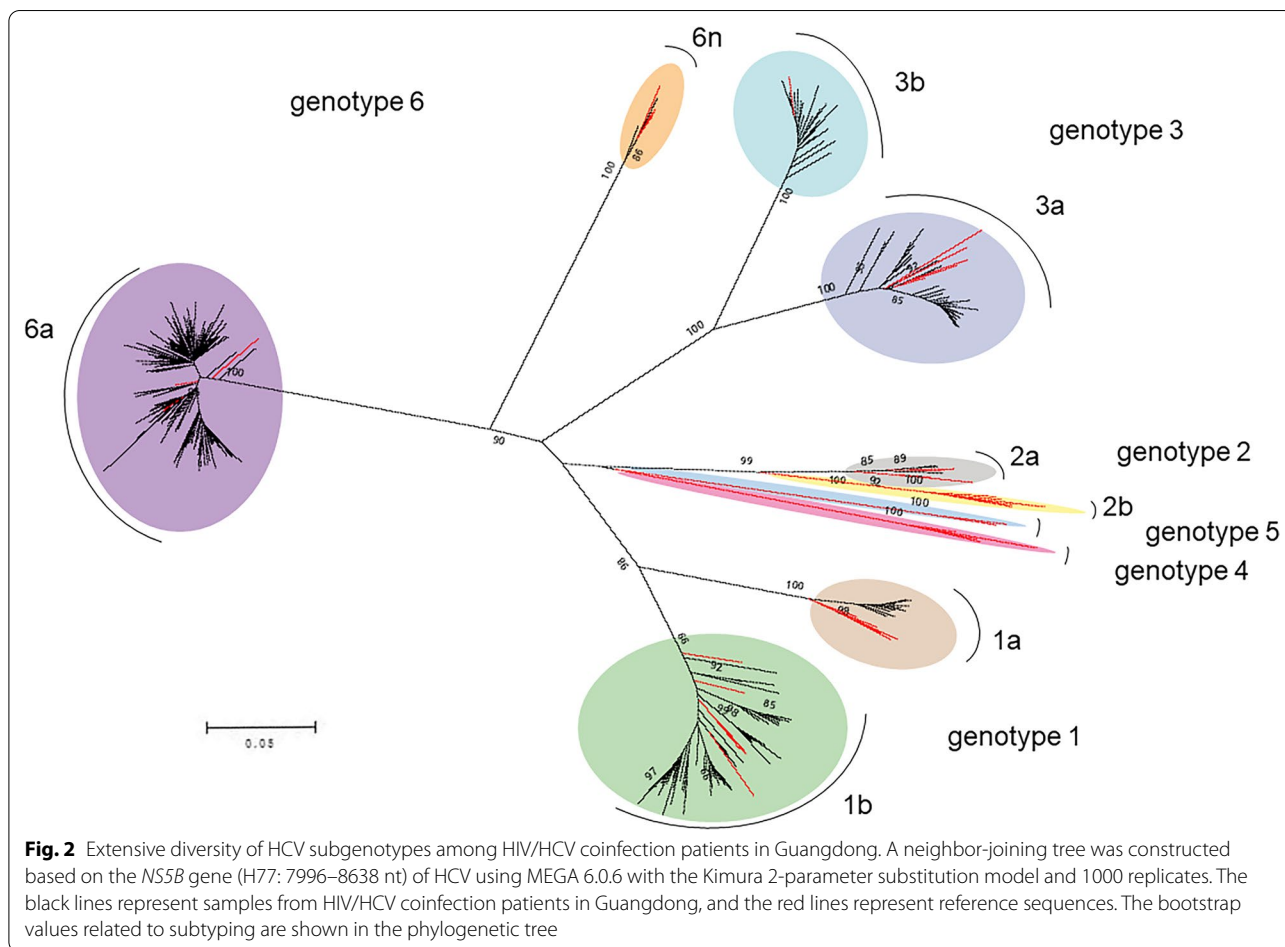 6n
genotype 6
3b
genotype 3
3a
6a
100
98
100
100
95
92
85
100
100
90
99
85
89
100
92
100
100
100
2a
genotype 2
2b
genotype 5
genotype 4
98
100
98
1a
99
92
85
97
1b
genotype 1
0.05
Fig. 2 Extensive diversity of HCV subgenotypes among HIV/HCV coinfection patients in Guangdong. A neighbor-joining tree was constructed
based on the NS5B gene (H77: 7996–8638 nt) of HCV using MEGA 6.0.6 with the Kimura 2-parameter substitution model and 1000 replicates. The
black lines represent samples from HIV/HCV coinfection patients in Guangdong, and the red lines represent reference sequences. The bootstrap
values related to subtyping are shown in the phylogenetic tree